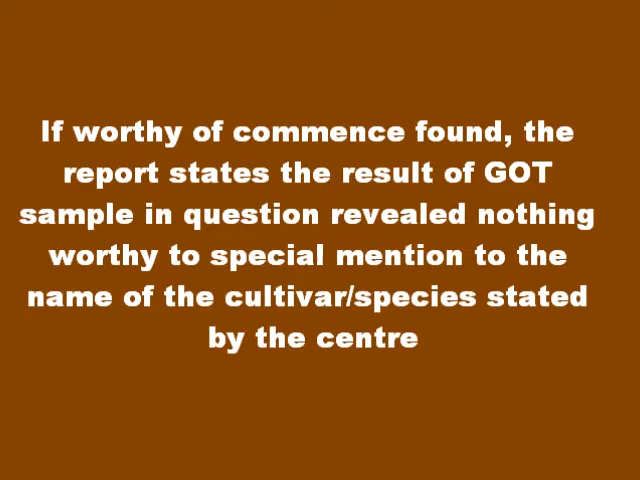 If worthy of commence found, the
report states the result of GOT
sample in question revealed nothing
worthy to special mention to the
name of the cultivar/species stated
by the centre